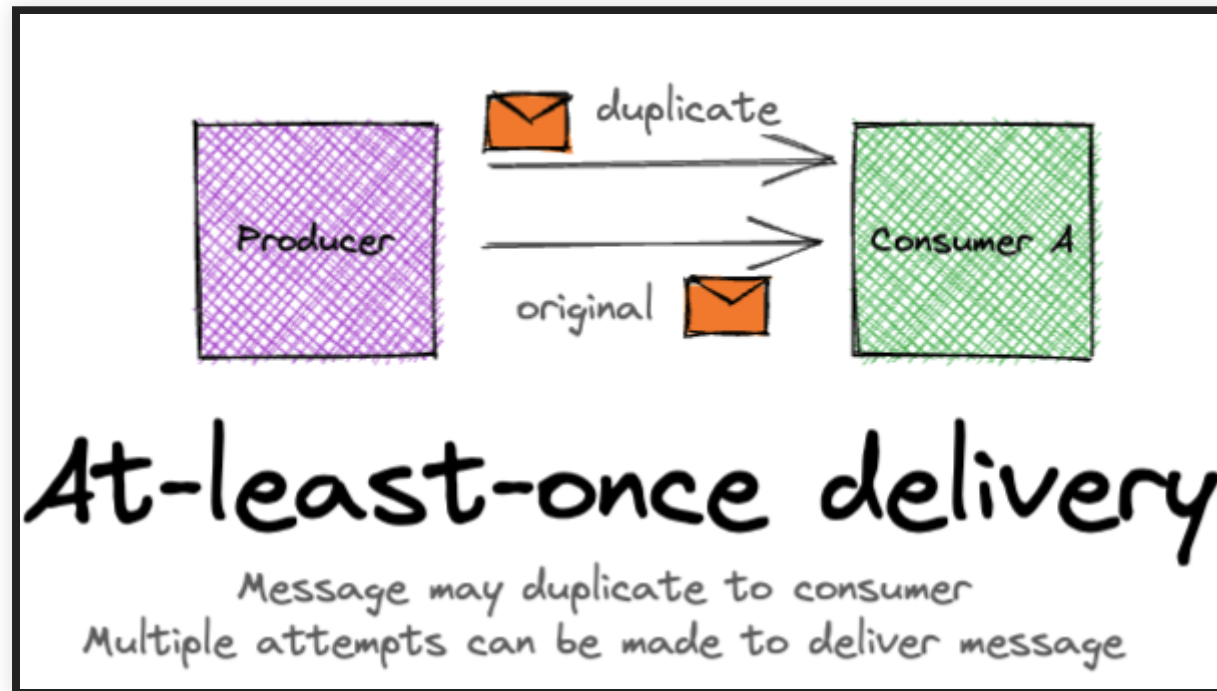 duplicate
Producer
Consumer A
original
At-least-once delivery
Message may duplicate to consumer
Multiple attempts can be made to deliver message